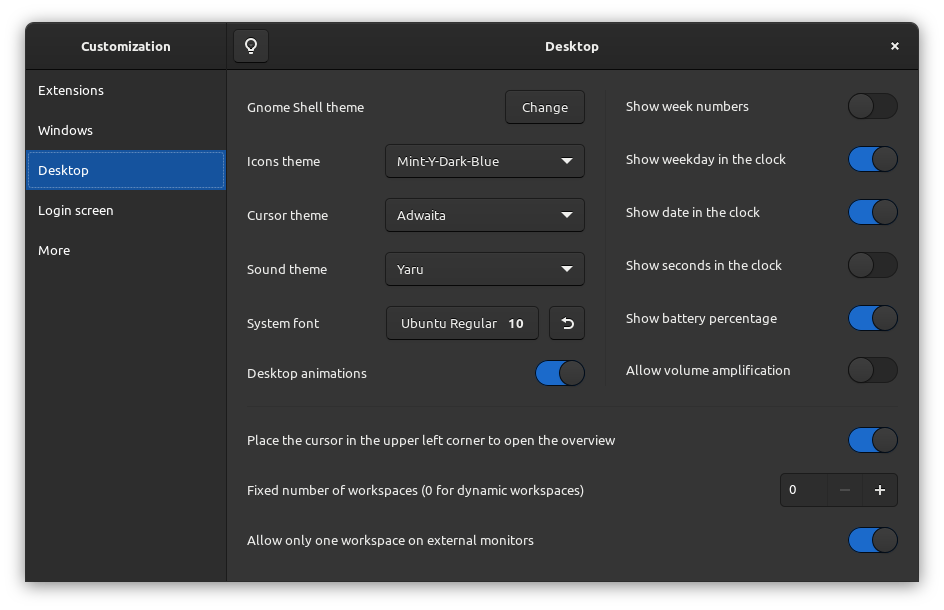 Customization
Desktop
Extensions
Windows
Desktop
Login screen
More
Gnome Shell theme Change
Icons theme Mint-Y-Dark-Blue
Cursor theme Adwaita
Sound theme Yaru
System font Ubuntu Regular 10
Desktop animations
Show week numbers
Show weekday in the clock
Show date in the clock
Show seconds in the clock
Show battery percentage
Allow volume amplification
Place the cursor in the upper left corner to open the overview
Fixed number of workspaces (0 for dynamic workspaces) 0 − +
Allow only one workspace on external monitors